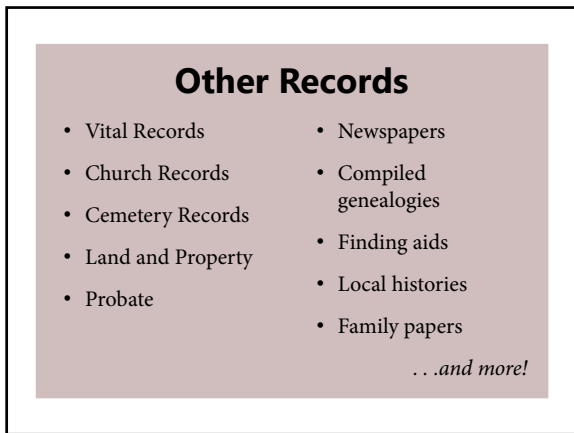 Other Records
• Vital Records
• Church Records
• Cemetery Records
• Land and Property
• Probate
• Newspapers
• Compiled
genealogies
• Finding aids
• Local histories
• Family papers
. . .and more!